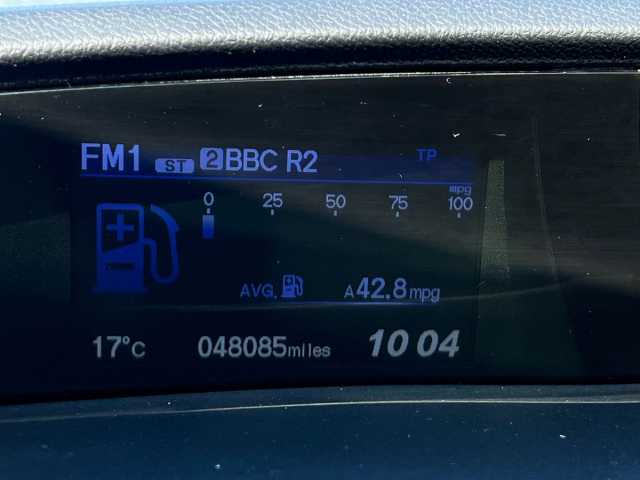 FM1 ST 2 BBC R2 TP
mpg
0 25 50 75 100
AVG. A42.8mpg
17°C 048085miles 10 04